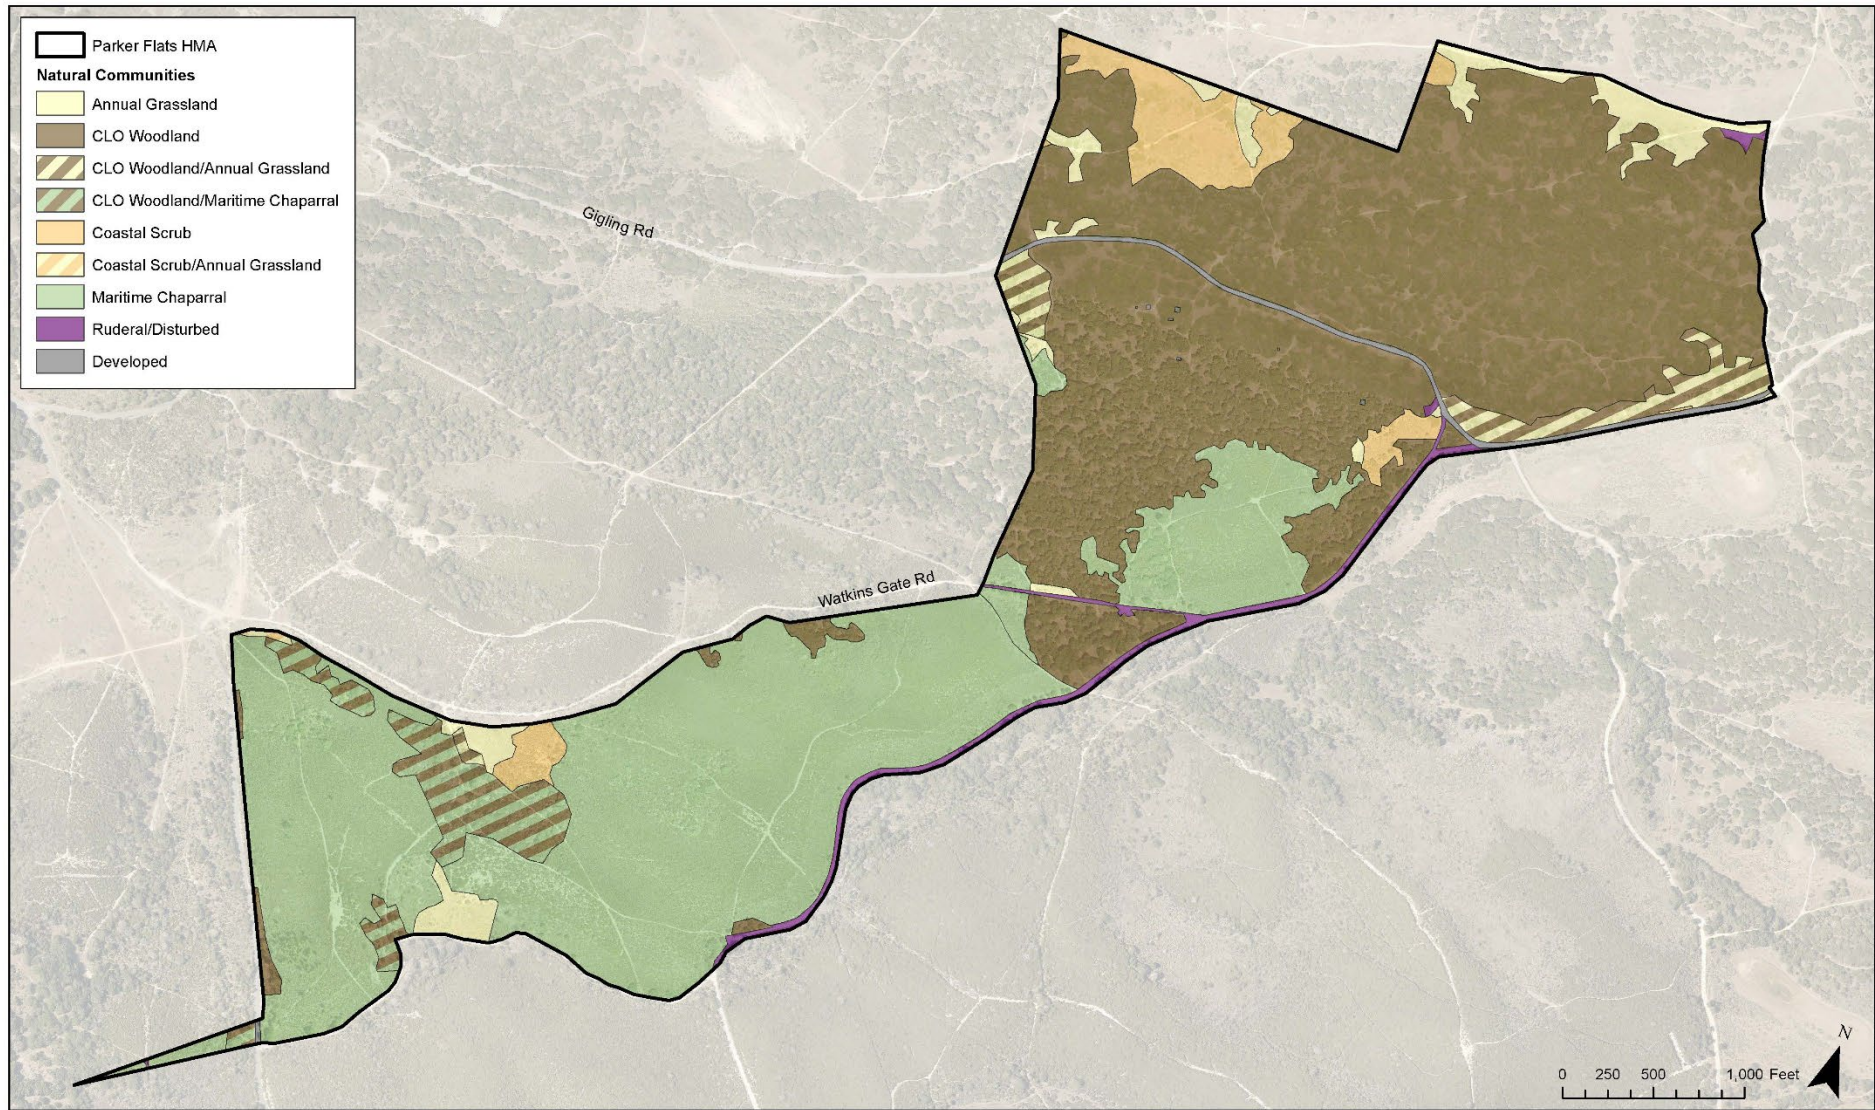 Parker Flats HMA
Natural Communities
Annual Grassland
CLO Woodland
CLO Woodland/Annual Grassland
CLO Woodland/Maritime Chaparral
Coastal Scrub
Coastal Scrub/Annual Grassland
Maritime Chaparral
Ruderal/Disturbed
Developed
Gigling Rd
Watkins Gate Rd
N
0 250 500 1,000 Feet